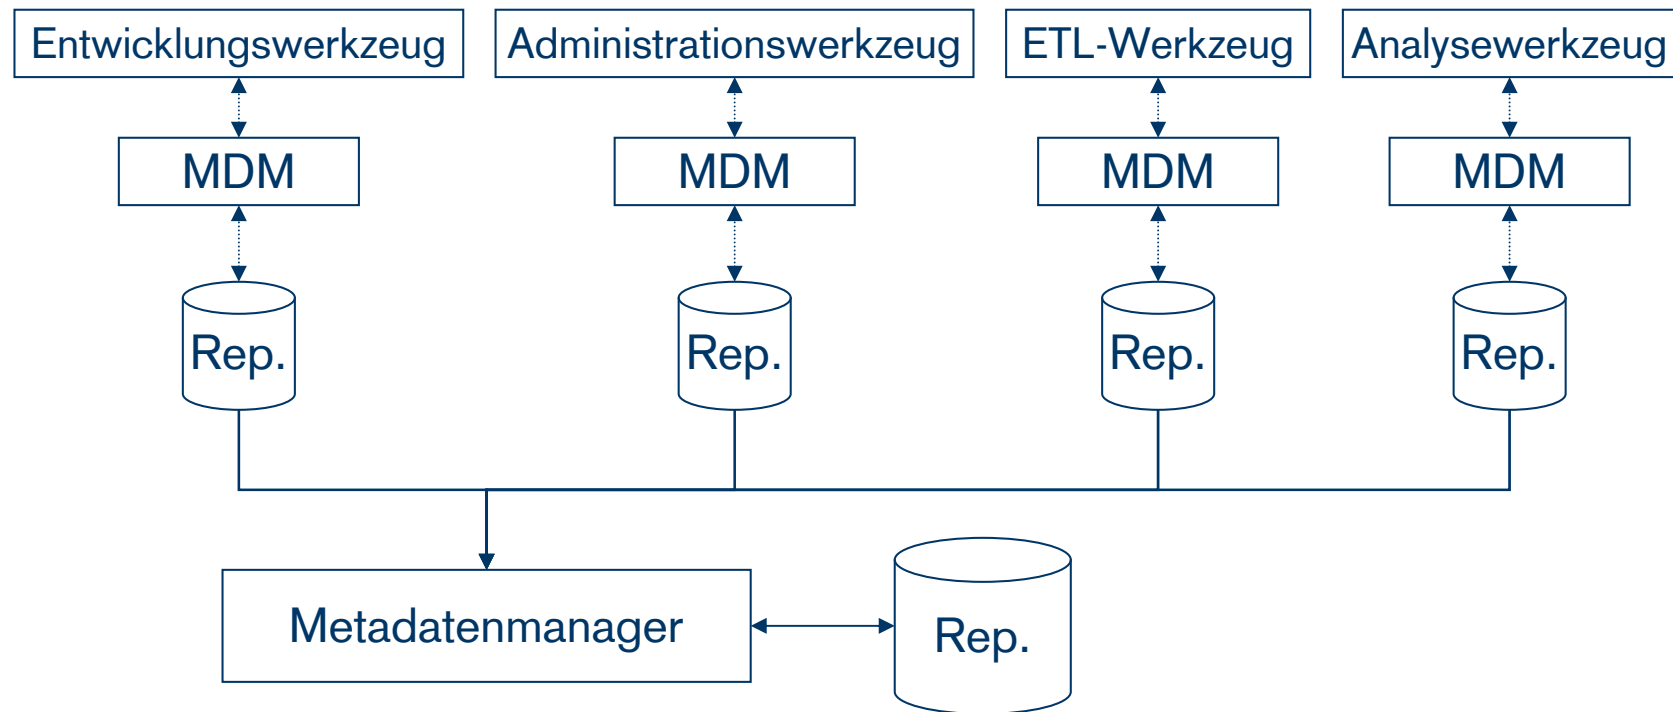 Entwicklungswerkzeug
Administrationswerkzeug
ETL-Werkzeug
Analysewerkzeug
MDM
MDM
MDM
MDM
Rep.
Rep.
Rep.
Rep.
Metadatenmanager
Rep.